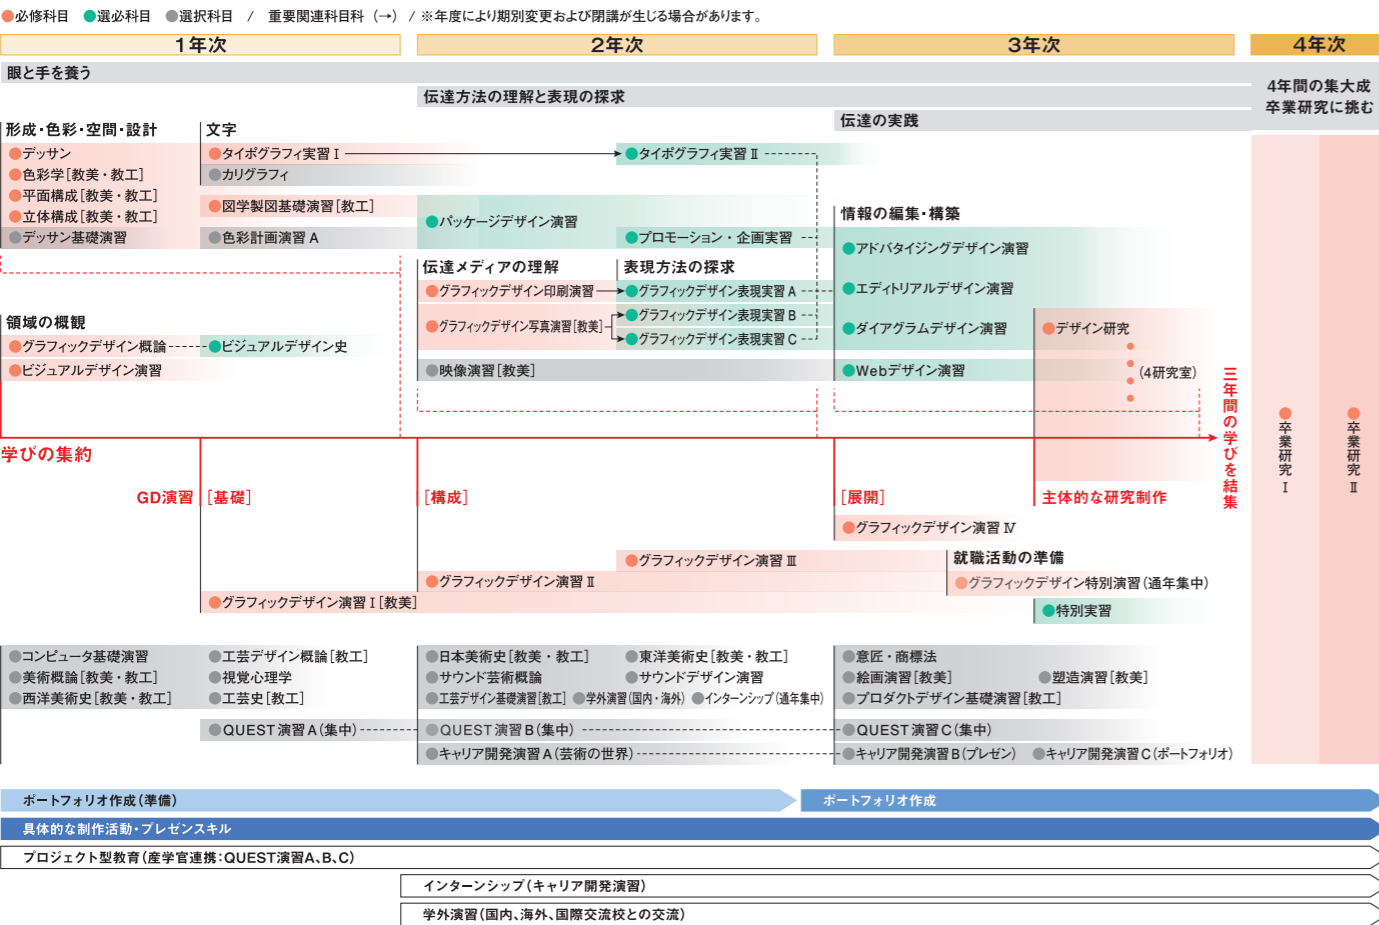 ●必修科目 ●選必科目 ●選択科目 / 重要関連科目科（→） / ※年度により期別変更および閉講が生じる場合があります。
1年次 2年次 3年次 4年次
眼と手を養う
伝達方法の理解と表現の探求
伝達の実践
4年間の集大成
卒業研究に挑む
形成・色彩・空間・設計
●デッサン
●色彩学［教美・教工］
●平面構成［教美・教工］
●立体構成［教美・教工］
●デッサン基礎演習
文字
●タイポグラフィ実習Ⅰ
●カリグラフィ
●図学製図基礎演習［教工］
●色彩計画演習A
●タイポグラフィ実習Ⅱ
●パッケージデザイン演習
●プロモーション・企画実習
領域の概観
●グラフィックデザイン概論
●ビジュアルデザイン史
●ビジュアルデザイン演習
伝達メディアの理解
●グラフィックデザイン印刷演習
●グラフィックデザイン写真演習［教美］
●映像演習［教美］
表現方法の探求
●グラフィックデザイン表現実習A
●グラフィックデザイン表現実習B
●グラフィックデザイン表現実習C
情報の編集・構築
●アドバタイジングデザイン演習
●エディトリアルデザイン演習
●ダイアグラムデザイン演習
●Webデザイン演習
●デザイン研究
（4研究室）
三年間の学びを結集
●卒業研究Ⅰ
●卒業研究Ⅱ
学びの集約
GD演習 ［基礎］ ［構成］ ［展開］ 主体的な研究制作
●グラフィックデザイン演習Ⅳ
●グラフィックデザイン演習Ⅲ
就職活動の準備
●グラフィックデザイン演習Ⅱ
●グラフィックデザイン特別演習（通年集中）
●グラフィックデザイン演習Ⅰ［教美］
●特別実習
●コンピュータ基礎演習 ●工芸デザイン概論［教工］
●美術概論［教美・教工］ ●視覚心理学
●西洋美術史［教美・教工］ ●工芸史［教工］
●QUEST演習A（集中）
●日本美術史［教美・教工］ ●東洋美術史［教美・教工］
●サウンド芸術概論 ●サウンドデザイン演習
●工芸デザイン基礎演習［教工］ ●学外演習（国内・海外） ●インターンシップ（通年集中）
●QUEST演習B（集中）
●キャリア開発演習A（芸術の世界）
●意匠・商標法
●絵画演習［教美］ ●塑造演習［教美］
●プロダクトデザイン基礎演習［教工］
●QUEST演習C（集中）
●キャリア開発演習B（プレゼン） ●キャリア開発演習C（ポートフォリオ）
ポートフォリオ作成（準備） ポートフォリオ作成
具体的な制作活動・プレゼンスキル
プロジェクト型教育（産学官連携：QUEST演習A、B、C）
インターンシップ（キャリア開発演習）
学外演習（国内、海外、国際交流校との交流）